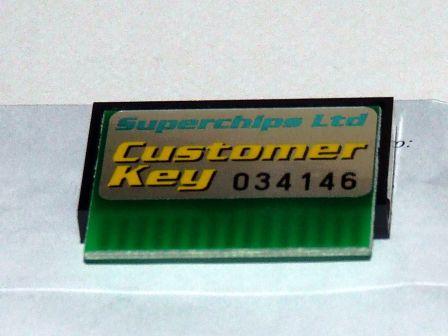 Superchips Ltd
Customer
Key 034146
o: